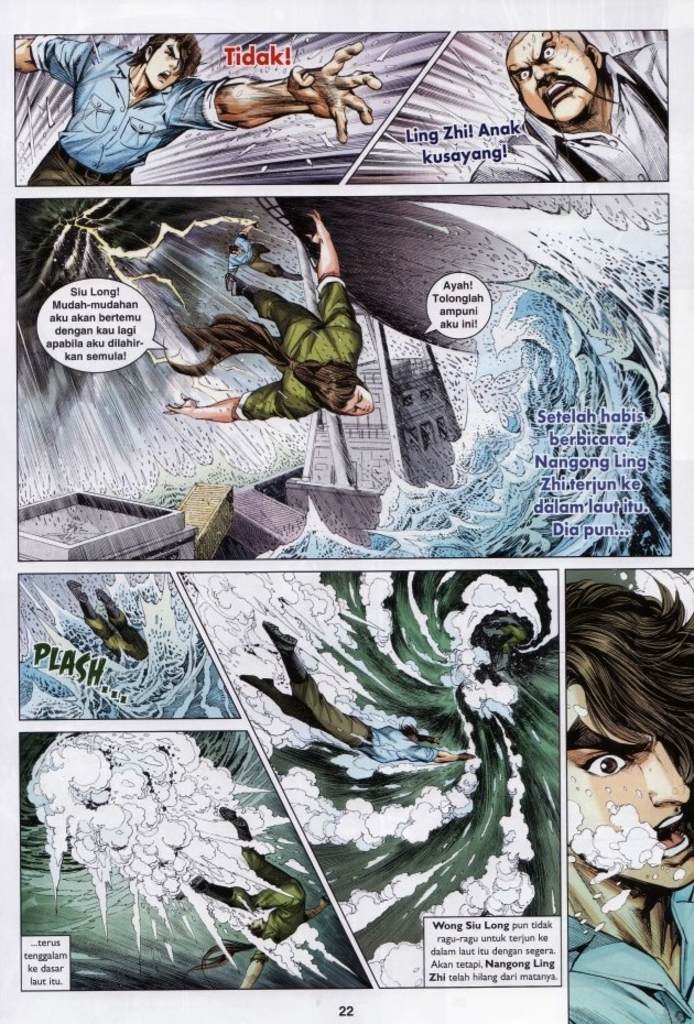 Tidak!
Ling Zhi! Anak
kusayang!
Siu Long!
Mudah-mudahan
aku akan bertemu
dengan kau lagi
apabila aku dilahir-
kan semula!
Ayah!
Tolonglah
ampuni
aku ini!
Setelah habis
berbicara,
Nangong Ling
Zhi terjun ke
dalam laut itu.
Dia pun...
PLASH...
...terus
tenggalam
ke dasar
laut itu.
Wong Siu Long pun tidak
ragu-ragu untuk terjun ke
dalam laut itu dengan segera.
Akan tetapi, Nangong Ling
Zhi telah hilang dari matanya.
22